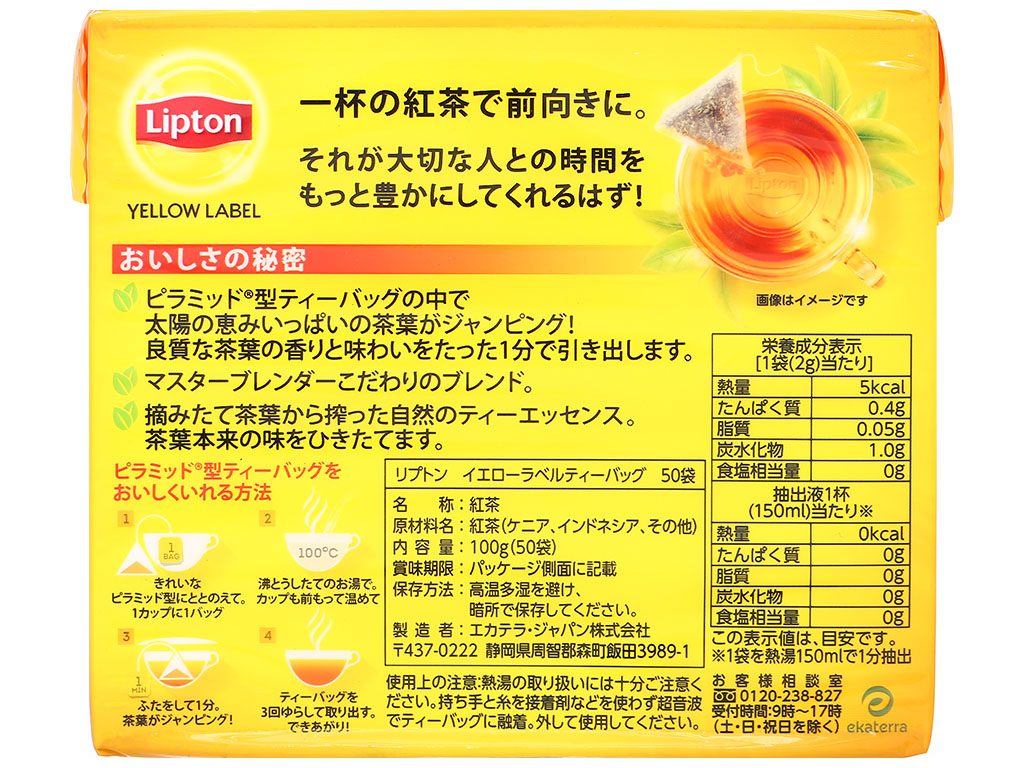 Lipton
YELLOW LABEL
一杯の紅茶で前向きに。
それが大切な人との時間を
もっと豊かにしてくれるはず!
Lipton
画像はイメージです
おいしさの秘密
ピラミッド®型ティーバッグの中で
太陽の恵みいっぱいの茶葉がジャンピング!
良質な茶葉の香りと味わいをたった1分で引き出します。
マスターブレンダーこだわりのブレンド。
摘みたて茶葉から搾った自然のティーエッセンス。
茶葉本来の味をひきたてます。
ピラミッド®型ティーバッグを
おいしくいれる方法
1
1
BAG
きれいな
ピラミッド型にととのえて。
1カップに1バッグ
2
100°C
沸とうしたてのお湯で。
カップも前もって温めて
3
1
MIN
ふたをして1分。
茶葉がジャンピング!
4
ティーバッグを
3回ゆらして取り出す。
できあがり!
リプトン イエローラベルティーバッグ 50袋
名 称:紅茶
原材料名:紅茶(ケニア、インドネシア、その他)
内 容 量:100g(50袋)
賞味期限:パッケージ側面に記載
保存方法:高温多湿を避け、
暗所で保存してください。
製 造 者:エカテラ・ジャパン株式会社
〒437-0222 静岡県周智郡森町飯田3989-1
使用上の注意:熱湯の取り扱いには十分ご注意く
ださい。持ち手と糸を接着剤などを使わず超音波
でティーバッグに融着。外して使用してください。
栄養成分表示
[1袋(2g)当たり]
熱量 5kcal
たんぱく質 0.4g
脂質 0.05g
炭水化物 1.0g
食塩相当量 0g
抽出液1杯
(150ml)当たり※
熱量 0kcal
たんぱく質 0g
脂質 0g
炭水化物 0g
食塩相当量 0g
この表示値は、目安です。
※1袋を熱湯150mlで1分抽出
お客様相談室
0120-238-827
受付時間:9時〜17時
(土・日・祝日を除く)
ekaterra